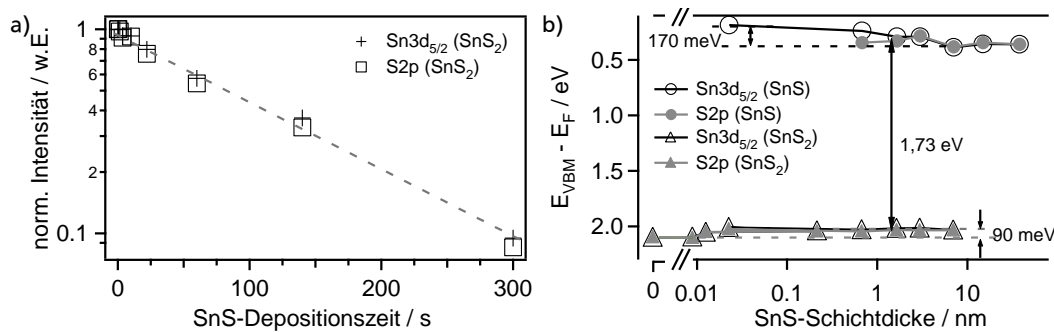 a)
norm. Intensität / w.E.
1
8
6
4
2
0.1
Sn3d5/2 (SnS2)
S2p (SnS2)
0
100
200
300
SnS-Depositionszeit / s
b)
EVBM - EF / eV
0.5
1.0
1.5
2.0
170 meV
Sn3d5/2 (SnS)
S2p (SnS)
Sn3d5/2 (SnS2)
S2p (SnS2)
1,73 eV
90 meV
0
0.01
0.1
1
10
SnS-Schichtdicke / nm